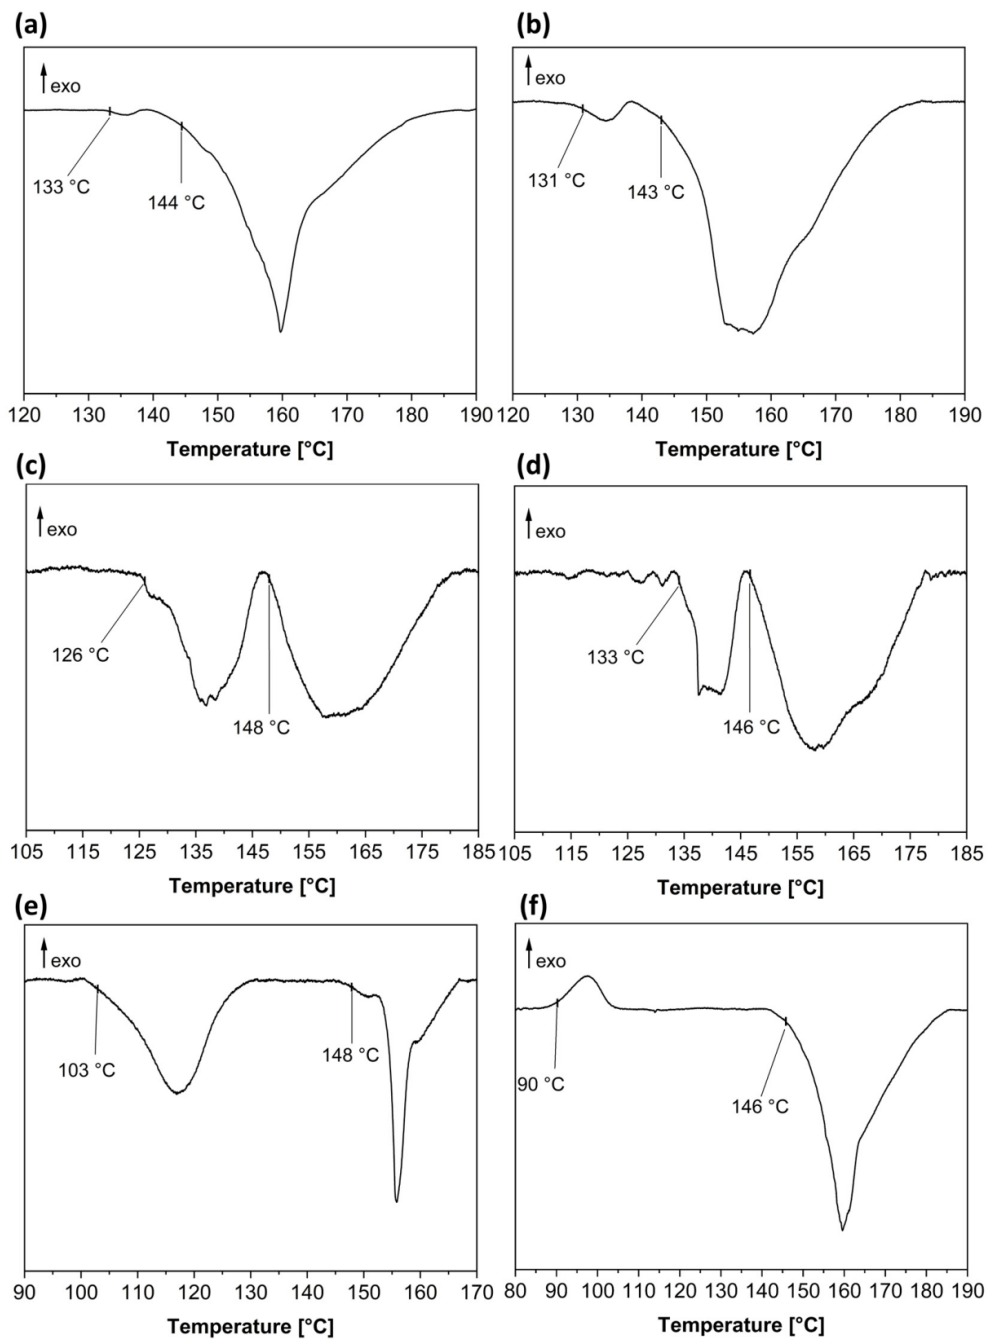 (a)
exo
133 °C
144 °C
120 130 140 150 160 170 180 190
Temperature [°C]
(b)
exo
131 °C
143 °C
120 130 140 150 160 170 180 190
Temperature [°C]
(c)
exo
126 °C
148 °C
105 115 125 135 145 155 165 175 185
Temperature [°C]
(d)
exo
133 °C
146 °C
105 115 125 135 145 155 165 175 185
Temperature [°C]
(e)
exo
103 °C
148 °C
90 100 110 120 130 140 150 160 170
Temperature [°C]
(f)
exo
90 °C
146 °C
80 90 100 110 120 130 140 150 160 170 180 190
Temperature [°C]